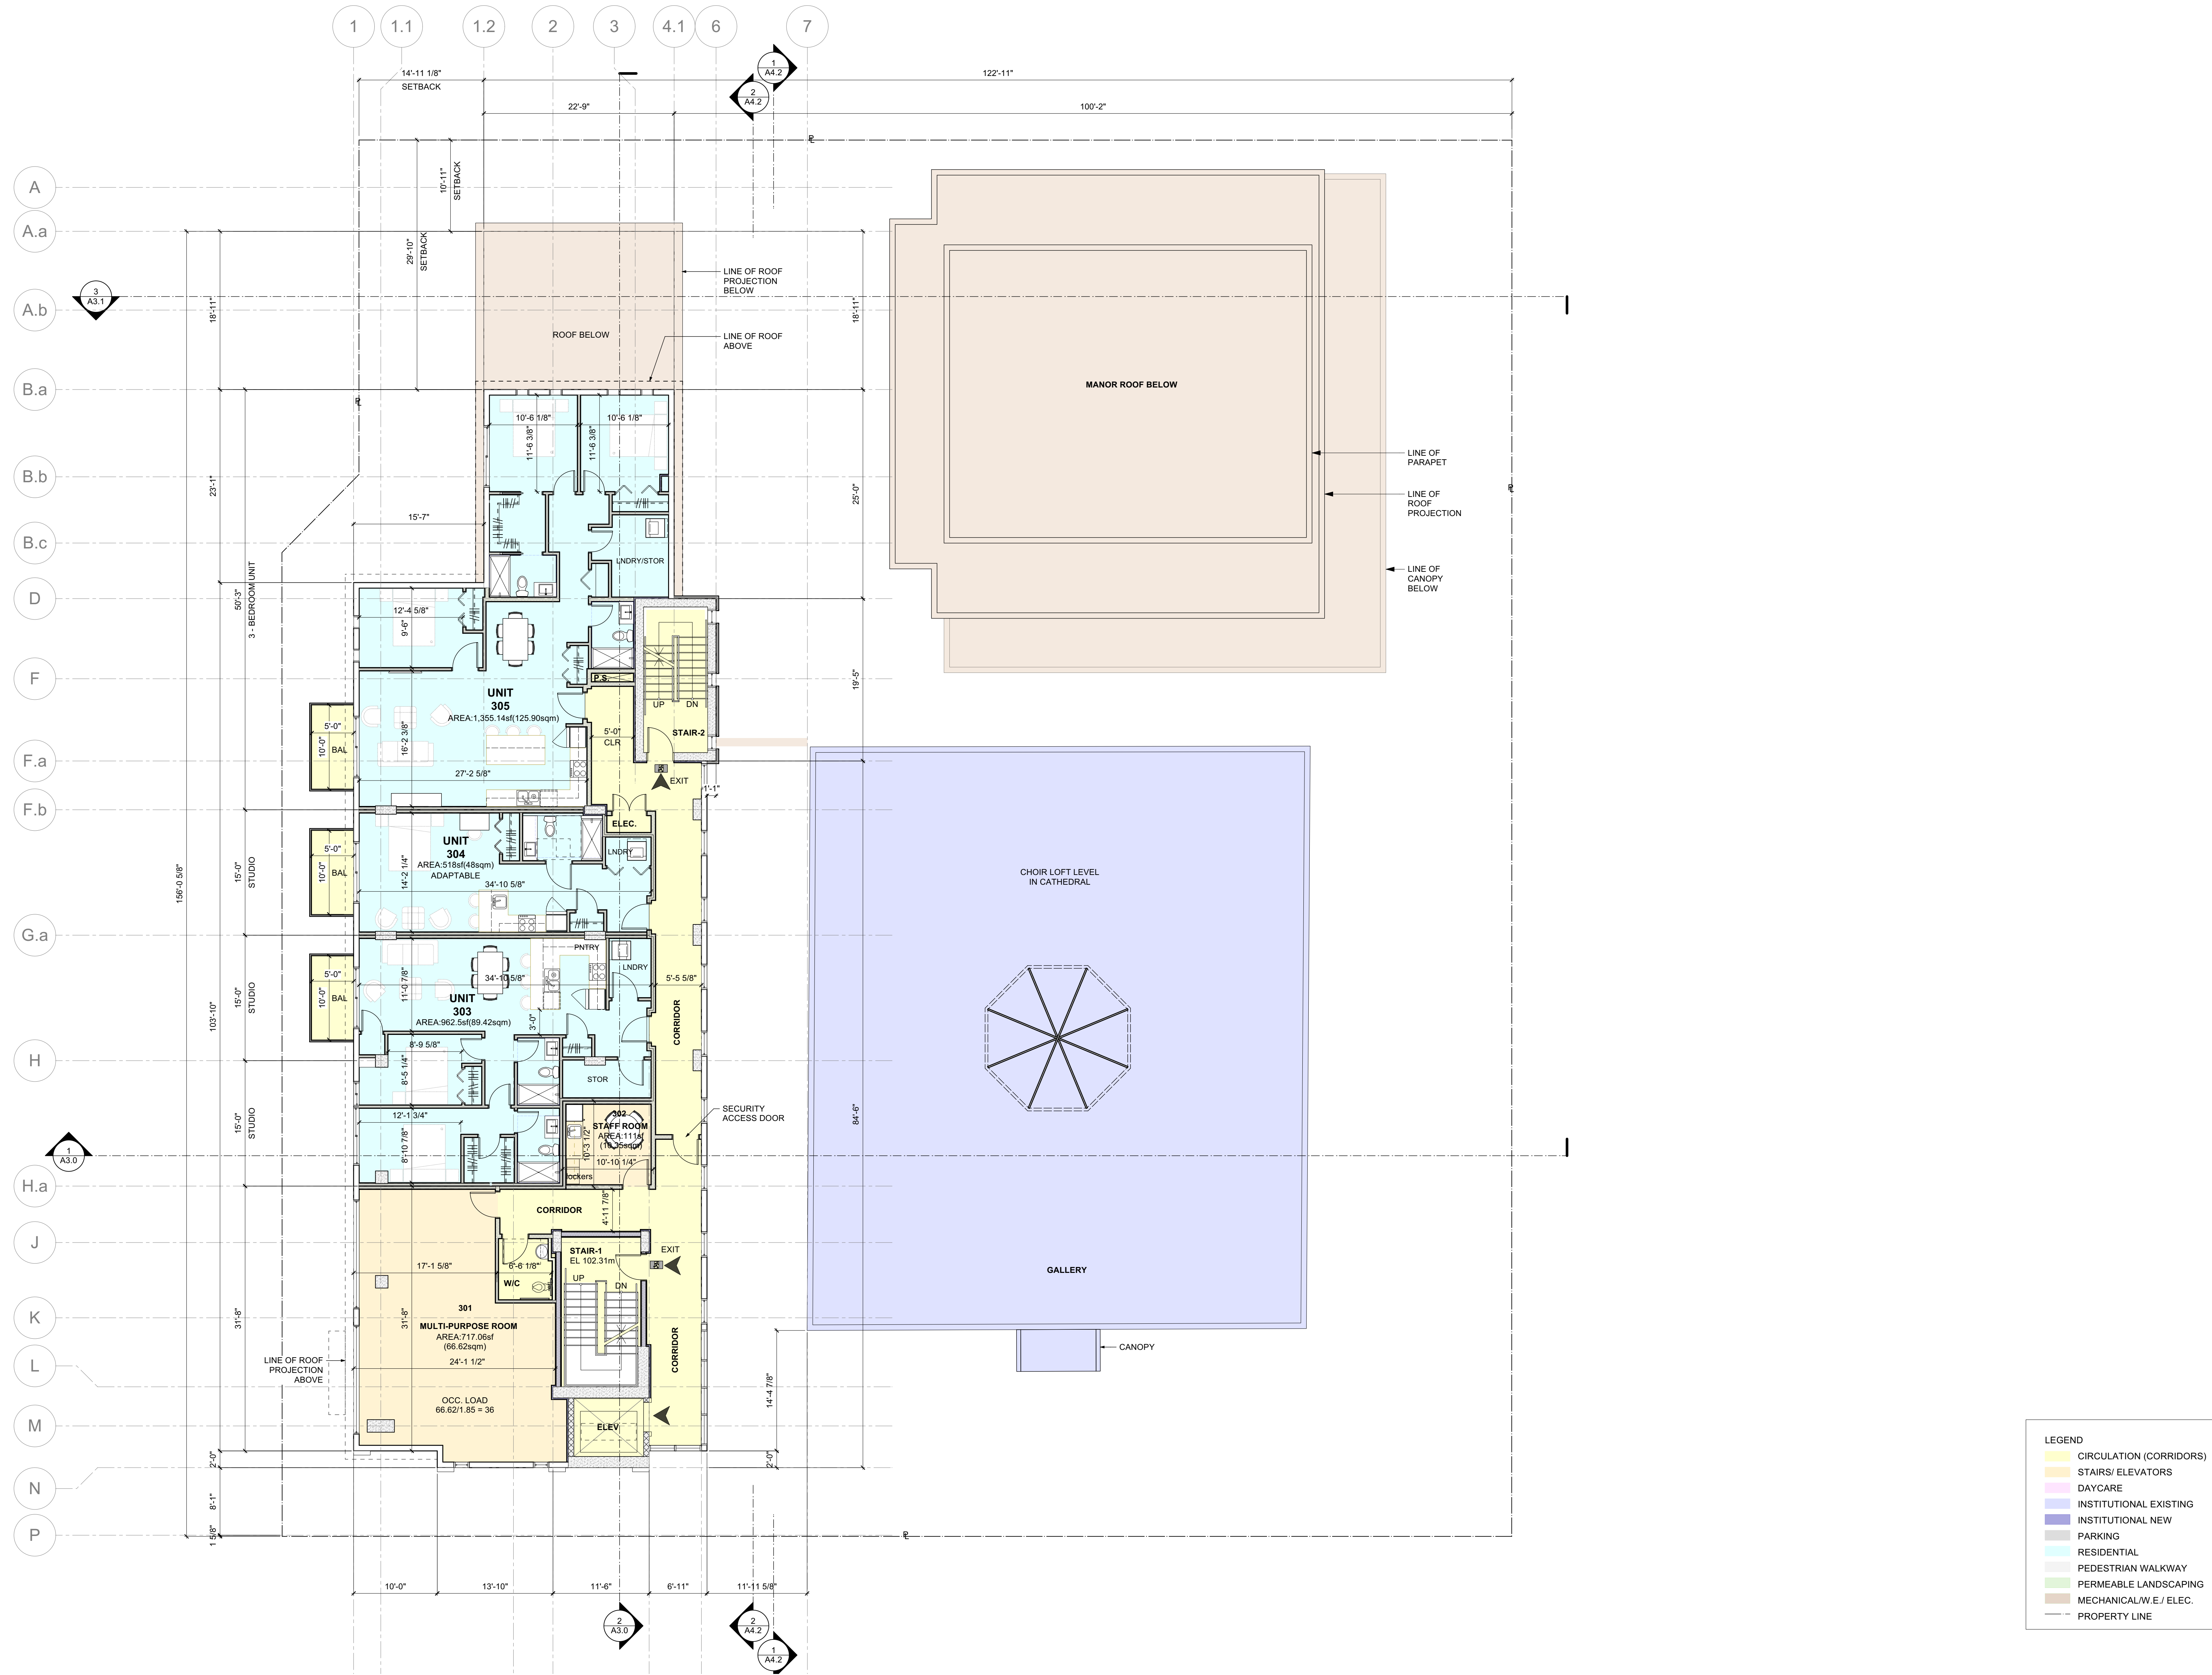 1
1.1
1.2
2
3
4.1
6
7
1
A4.2
2
A4.2
14'-11 1/8"
SETBACK
122'-11"
22'-9"
100'-2"
PL
A
A.a
A.b
B.a
B.b
B.c
D
F
F.a
F.b
G.a
H
H.a
J
K
L
M
N
P
3
A3.1
1
A3.0
10'-11"
SETBACK
29'-10"
SETBACK
18'-11"
18'-11"
LINE OF ROOF
PROJECTION
BELOW
ROOF BELOW
LINE OF ROOF
ABOVE
MANOR ROOF BELOW
PL
PL
LINE OF
PARAPET
LINE OF
ROOF
PROJECTION
LINE OF
CANOPY
BELOW
10'-6 1/8"
10'-6 1/8"
11'-6 3/8"
11'-6 3/8"
23'-1"
25'-0"
15'-7"
LNDRY/STOR
50'-3"
3 - BEDROOM UNIT
12'-4 5/8"
9'-6"
P.S.
UNIT
305
AREA:1,355.14sf(125.90sqm)
UP
DN
STAIR-2
19'-5"
5'-0"
10'-0"
BAL
16'-2 3/8"
5'-0"
CLR
27'-2 5/8"
EXIT
1'-1"
ELEC.
UNIT
304
AREA:518sf(48sqm)
ADAPTABLE
LNDRY
5'-0"
10'-0"
BAL
14'-2 1/4"
34'-10 5/8"
156'-0 5/8"
15'-0"
STUDIO
CHOIR LOFT LEVEL
IN CATHEDRAL
PNTRY
LNDRY
34'-10 5/8"
5'-5 5/8"
5'-0"
10'-0"
BAL
11'-0 7/8"
UNIT
303
AREA:962.5sf(89.42sqm)
3'-0"
CORRIDOR
103'-10"
15'-0"
STUDIO
8'-9 5/8"
8'-5 1/4"
STOR
15'-0"
STUDIO
12'-1 3/4"
8'-10 7/8"
302
STAFF ROOM
AREA:111sf
10'-3 1/2"
10'-10 1/4"
lockers
SECURITY
ACCESS DOOR
84'-6"
CORRIDOR
4'-11 7/8"
STAIR-1
EL 102.31m
EXIT
UP
DN
17'-1 5/8"
6'-6 1/8"
W/C
GALLERY
301
MULTI-PURPOSE ROOM
AREA:717.06sf
(66.62sqm)
24'-1 1/2"
31'-8"
31'-8"
CORRIDOR
LINE OF ROOF
PROJECTION
ABOVE
CANOPY
14'-4 7/8"
OCC. LOAD
66.62/1.85 = 36
ELEV
2'-0"
2'-0"
8'-1"
1 5/8"
PL
10'-0"
13'-10"
11'-6"
6'-11"
11'-11 5/8"
2
A3.0
2
A4.2
1
A4.2
LEGEND
CIRCULATION (CORRIDORS)
STAIRS/ ELEVATORS
DAYCARE
INSTITUTIONAL EXISTING
INSTITUTIONAL NEW
PARKING
RESIDENTIAL
PEDESTRIAN WALKWAY
PERMEABLE LANDSCAPING
MECHANICAL/W.E./ ELEC.
PROPERTY LINE